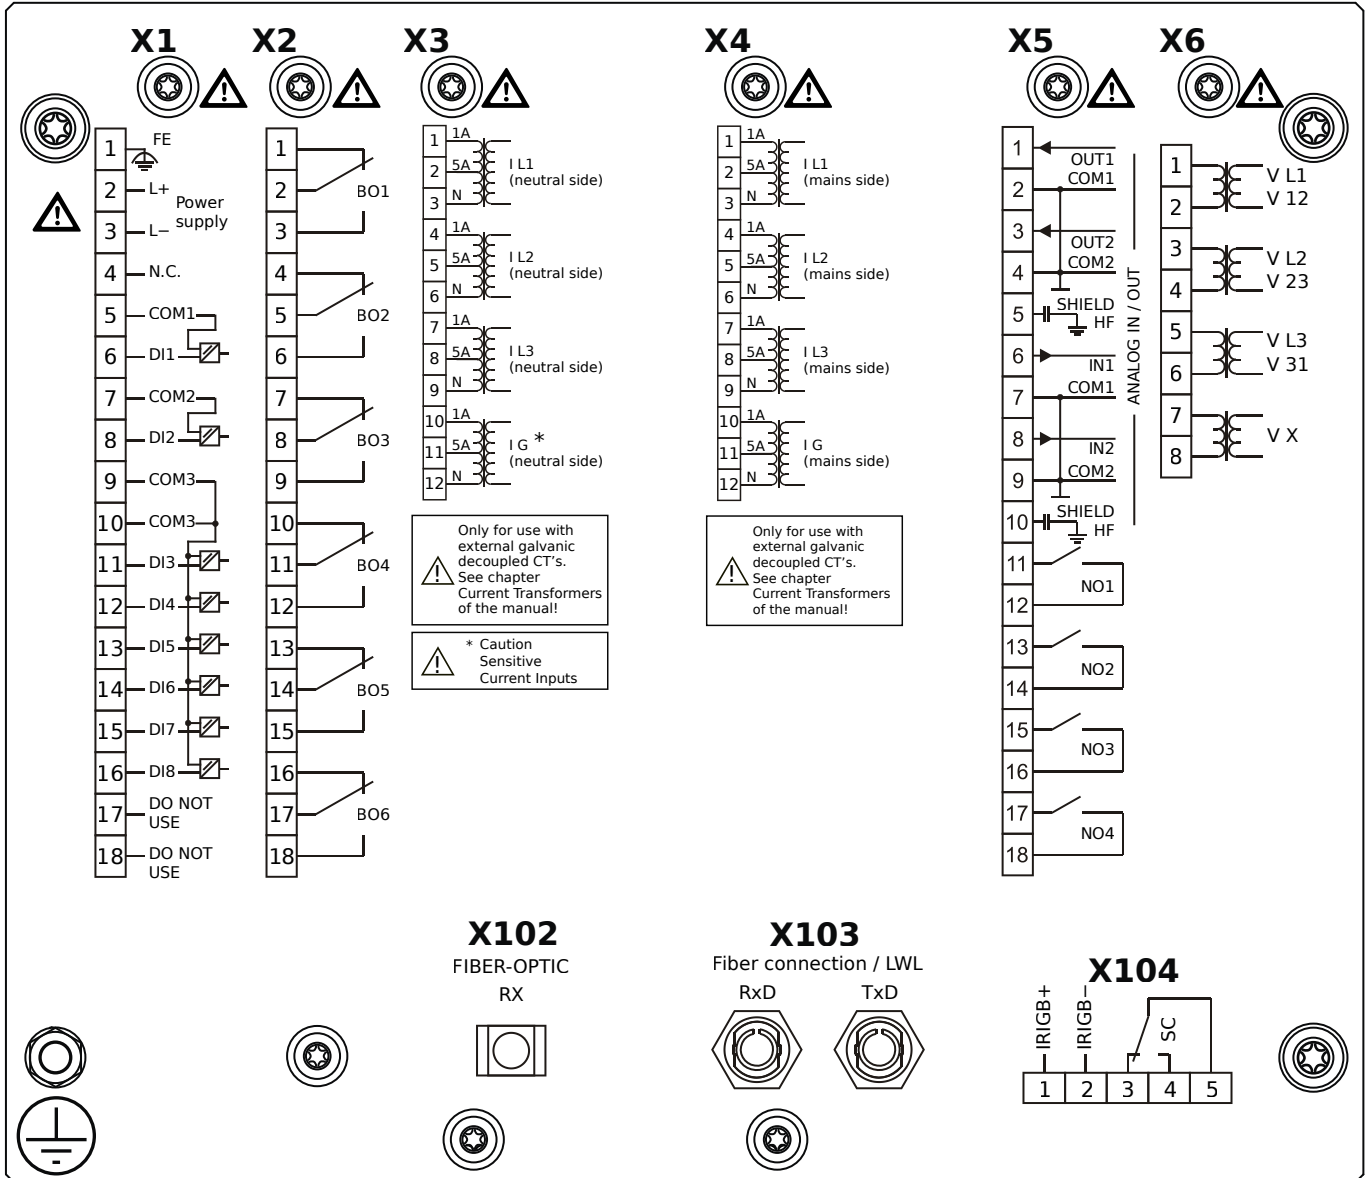 X1
X2
X3
X4
X5
X6
1
FE
2
L+
Power
supply
3
L−
4
N.C.
5
COM1
6
DI1
7
COM2
8
DI2
9
COM3
10
COM3
11
DI3
12
DI4
13
DI5
14
DI6
15
DI7
16
DI8
17
DO NOT
USE
18
DO NOT
USE
1
2
BO1
3
4
5
BO2
6
7
8
BO3
9
10
11
BO4
12
13
14
BO5
15
16
17
BO6
18
1 1A
2 5A
3 N
I L1
(neutral side)
4 1A
5 5A
6 N
I L2
(neutral side)
7 1A
8 5A
9 N
I L3
(neutral side)
10 1A
11 5A
12 N
I G *
(neutral side)
Only for use with
external galvanic
decoupled CT's.
See chapter
Current Transformers
of the manual!
* Caution
Sensitive
Current Inputs
1 1A
2 5A
3 N
I L1
(mains side)
4 1A
5 5A
6 N
I L2
(mains side)
7 1A
8 5A
9 N
I L3
(mains side)
10 1A
11 5A
12 N
I G
(mains side)
Only for use with
external galvanic
decoupled CT's.
See chapter
Current Transformers
of the manual!
1
OUT1
2
COM1
3
OUT2
4
COM2
5
SHIELD
HF
6
IN1
7
COM1
8
IN2
9
COM2
10
SHIELD
HF
ANALOG IN / OUT
11
NO1
12
13
NO2
14
15
NO3
16
17
NO4
18
1
V L1
2
V 12
3
V L2
4
V 23
5
V L3
6
V 31
7
V X
8
X102
FIBER-OPTIC
RX
X103
Fiber connection / LWL
RxD
TxD
X104
IRIGB+
IRIGB−
SC
1 2 3 4 5